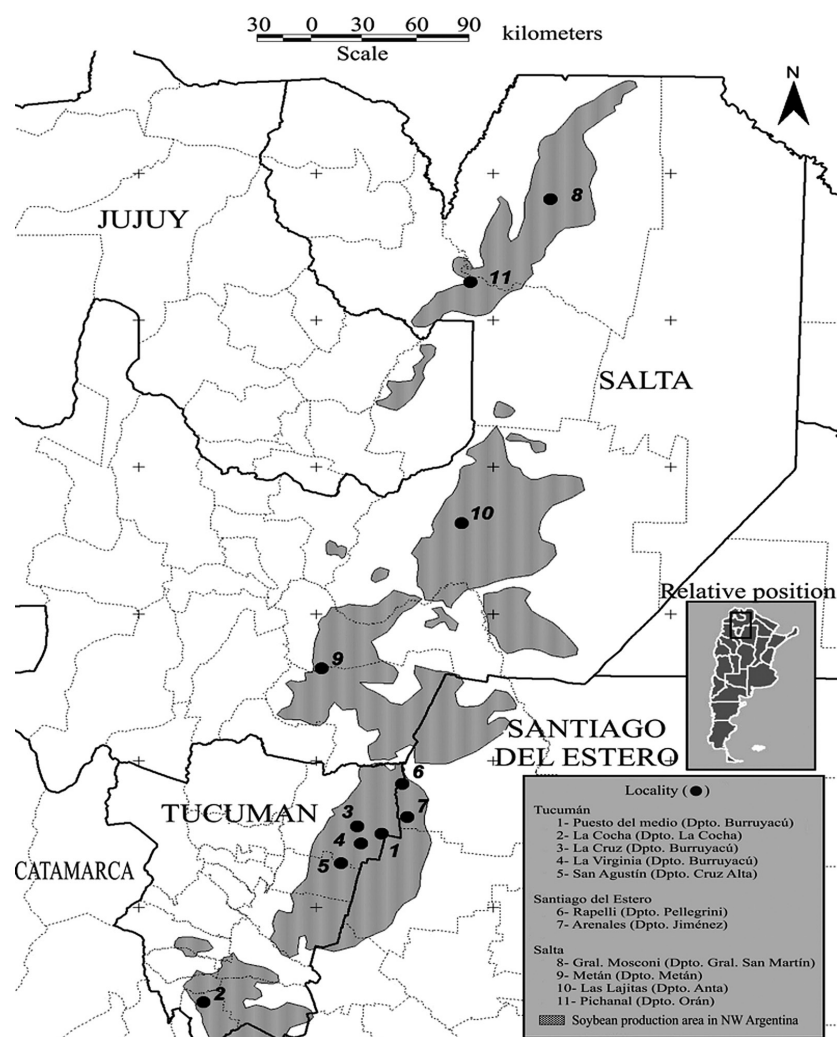 30 0 30 60 90 kilometers
Scale
N
JUJUY
8
11
SALTA
10
Relative position
9
SANTIAGO
DEL ESTERO
6
TUCUMAN
3
7
4
1
5
CATAMARCA
2
Locality ( )
Tucumán
1- Puesto del medio (Dpto. Burruyacú)
2- La Cocha (Dpto. La Cocha)
3- La Cruz (Dpto. Burruyacú)
4- La Virginia (Dpto. Burruyacú)
5- San Agustín (Dpto. Cruz Alta)
Santiago del Estero
6- Rapelli (Dpto. Pellegrini)
7- Arenales (Dpto. Jiménez)
Salta
8- Gral. Mosconi (Dpto. Gral. San Martín)
9- Metán (Dpto. Metán)
10- Las Lajitas (Dpto. Anta)
11- Pichanal (Dpto. Orán)
Soybean production area in NW Argentina